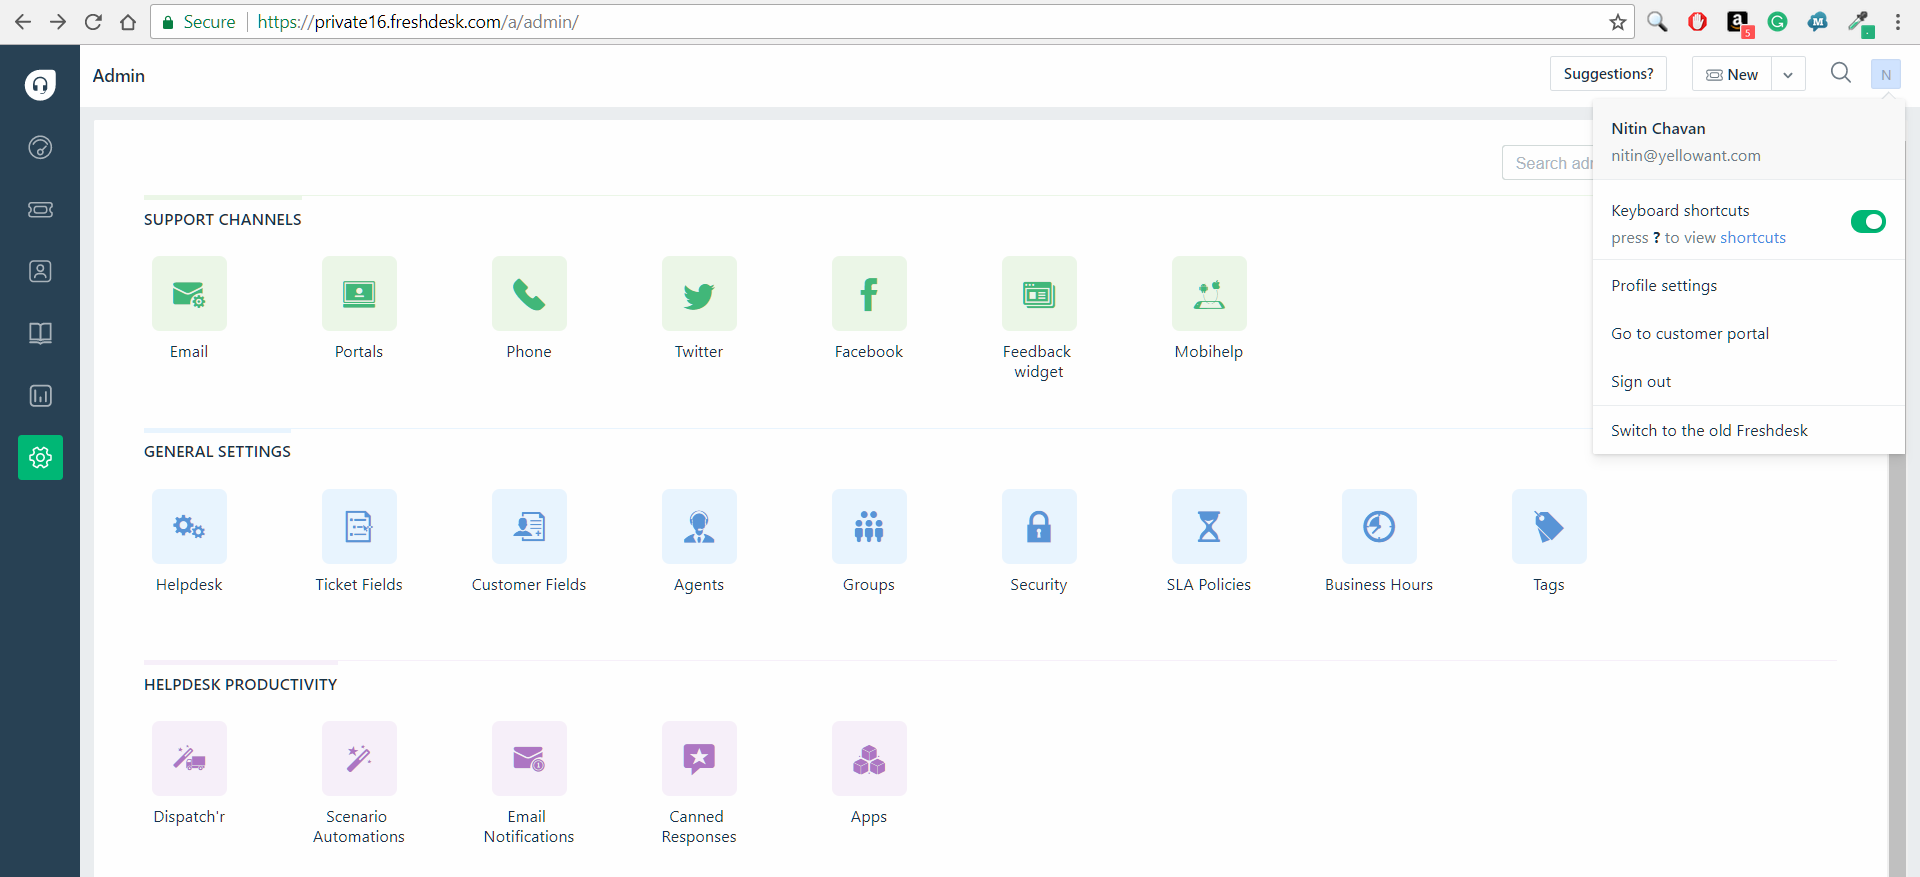 Secure https://private16.freshdesk.com/a/admin/
a
5
G
M
Admin
Suggestions?
New
N
Nitin Chavan
nitin@yellowant.com
Search adm
Keyboard shortcuts
press ? to view shortcuts
Profile settings
Go to customer portal
Sign out
Switch to the old Freshdesk
SUPPORT CHANNELS
Email
Portals
Phone
Twitter
Facebook
Feedback
widget
Mobihelp
GENERAL SETTINGS
Helpdesk
Ticket Fields
Customer Fields
Agents
Groups
Security
SLA Policies
Business Hours
Tags
HELPDESK PRODUCTIVITY
Dispatch'r
Scenario
Automations
Email
Notifications
Canned
Responses
Apps